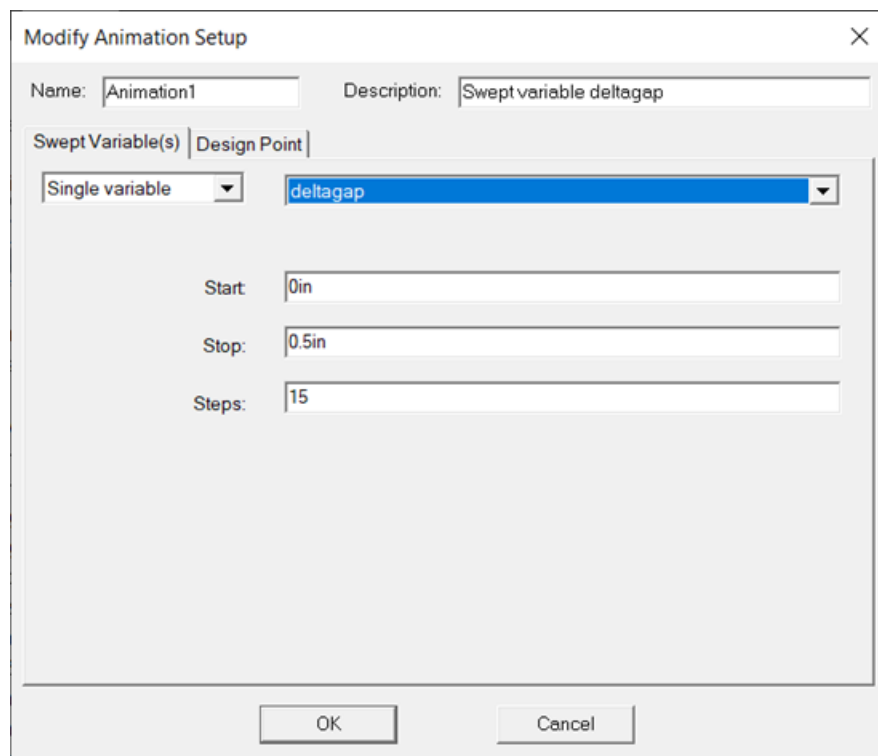 Modify Animation Setup
Name: Animation1 Description: Swept variable deltagap
Swept Variable(s) Design Point
Single variable deltagap
Start: 0in
Stop: 0.5in
Steps: 15
OK Cancel